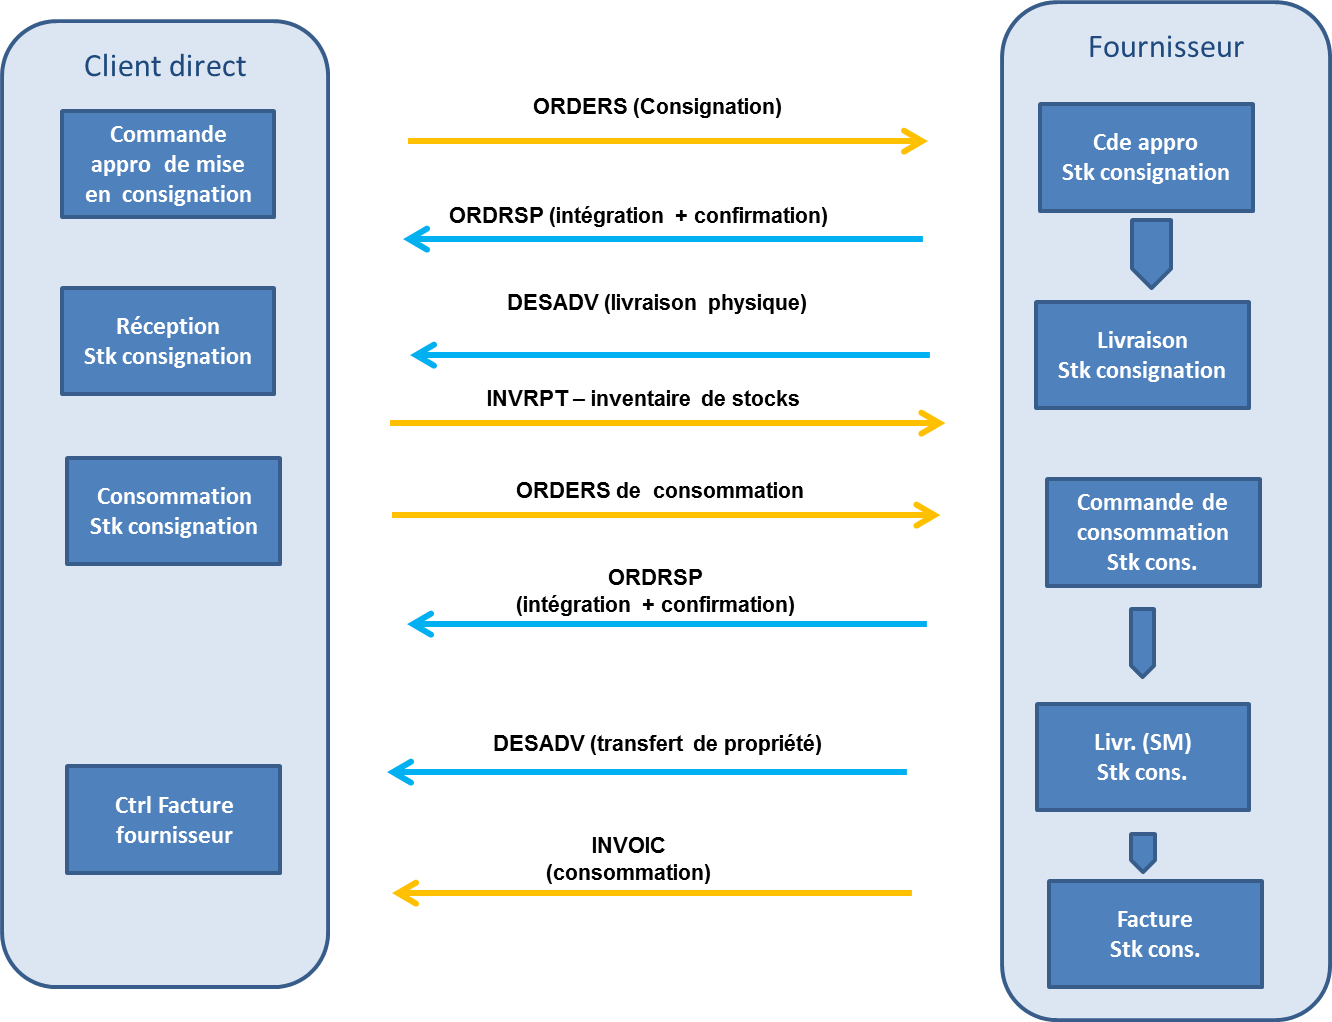 Client direct
Commande
appro de mise
en consignation
Réception
Stk consignation
Consommation
Stk consignation
Ctrl Facture
fournisseur
ORDERS (Consignation)
ORDRSP (intégration + confirmation)
DESADV (livraison physique)
INVRPT – inventaire de stocks
ORDERS de consommation
ORDRSP
(intégration + confirmation)
DESADV (transfert de propriété)
INVOIC
(consommation)
Fournisseur
Cde appro
Stk consignation
Livraison
Stk consignation
Commande de
consommation
Stk cons.
Livr. (SM)
Stk cons.
Facture
Stk cons.